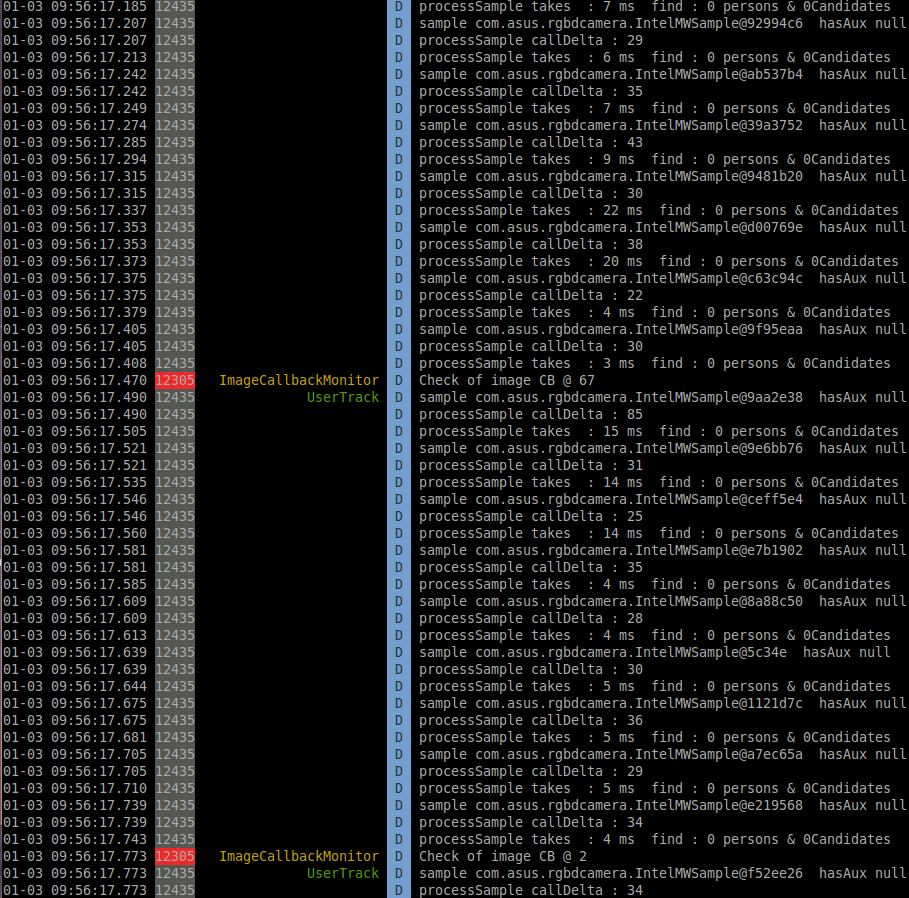 01-03 09:56:17.185 12435 D processSample takes  : 7 ms  find : 0 persons & 0Candidates
01-03 09:56:17.207 12435 D sample com.asus.rgbdcamera.IntelMWSample@92994c6  hasAux null
01-03 09:56:17.207 12435 D processSample callDelta : 29
01-03 09:56:17.213 12435 D processSample takes  : 6 ms  find : 0 persons & 0Candidates
01-03 09:56:17.242 12435 D sample com.asus.rgbdcamera.IntelMWSample@ab537b4  hasAux null
01-03 09:56:17.242 12435 D processSample callDelta : 35
01-03 09:56:17.249 12435 D processSample takes  : 7 ms  find : 0 persons & 0Candidates
01-03 09:56:17.274 12435 D sample com.asus.rgbdcamera.IntelMWSample@39a3752  hasAux null
01-03 09:56:17.285 12435 D processSample callDelta : 43
01-03 09:56:17.294 12435 D processSample takes  : 9 ms  find : 0 persons & 0Candidates
01-03 09:56:17.315 12435 D sample com.asus.rgbdcamera.IntelMWSample@9481b20  hasAux null
01-03 09:56:17.315 12435 D processSample callDelta : 30
01-03 09:56:17.337 12435 D processSample takes  : 22 ms  find : 0 persons & 0Candidates
01-03 09:56:17.353 12435 D sample com.asus.rgbdcamera.IntelMWSample@d00769e  hasAux null
01-03 09:56:17.353 12435 D processSample callDelta : 38
01-03 09:56:17.373 12435 D processSample takes  : 20 ms  find : 0 persons & 0Candidates
01-03 09:56:17.375 12435 D sample com.asus.rgbdcamera.IntelMWSample@c63c94c  hasAux null
01-03 09:56:17.375 12435 D processSample callDelta : 22
01-03 09:56:17.379 12435 D processSample takes  : 4 ms  find : 0 persons & 0Candidates
01-03 09:56:17.405 12435 D sample com.asus.rgbdcamera.IntelMWSample@9f95eaa  hasAux null
01-03 09:56:17.405 12435 D processSample callDelta : 30
01-03 09:56:17.408 12435 D processSample takes  : 3 ms  find : 0 persons & 0Candidates
01-03 09:56:17.470 12305 ImageCallbackMonitor D Check of image CB @ 67
01-03 09:56:17.490 12435 UserTrack D sample com.asus.rgbdcamera.IntelMWSample@9aa2e38  hasAux null
01-03 09:56:17.490 12435 D processSample callDelta : 85
01-03 09:56:17.505 12435 D processSample takes  : 15 ms  find : 0 persons & 0Candidates
01-03 09:56:17.521 12435 D sample com.asus.rgbdcamera.IntelMWSample@9e6bb76  hasAux null
01-03 09:56:17.521 12435 D processSample callDelta : 31
01-03 09:56:17.535 12435 D processSample takes  : 14 ms  find : 0 persons & 0Candidates
01-03 09:56:17.546 12435 D sample com.asus.rgbdcamera.IntelMWSample@ceff5e4  hasAux null
01-03 09:56:17.546 12435 D processSample callDelta : 25
01-03 09:56:17.560 12435 D processSample takes  : 14 ms  find : 0 persons & 0Candidates
01-03 09:56:17.581 12435 D sample com.asus.rgbdcamera.IntelMWSample@e7b1902  hasAux null
01-03 09:56:17.581 12435 D processSample callDelta : 35
01-03 09:56:17.585 12435 D processSample takes  : 4 ms  find : 0 persons & 0Candidates
01-03 09:56:17.609 12435 D sample com.asus.rgbdcamera.IntelMWSample@8a88c50  hasAux null
01-03 09:56:17.609 12435 D processSample callDelta : 28
01-03 09:56:17.613 12435 D processSample takes  : 4 ms  find : 0 persons & 0Candidates
01-03 09:56:17.639 12435 D sample com.asus.rgbdcamera.IntelMWSample@5c34e  hasAux null
01-03 09:56:17.639 12435 D processSample callDelta : 30
01-03 09:56:17.644 12435 D processSample takes  : 5 ms  find : 0 persons & 0Candidates
01-03 09:56:17.675 12435 D sample com.asus.rgbdcamera.IntelMWSample@1121d7c  hasAux null
01-03 09:56:17.675 12435 D processSample callDelta : 36
01-03 09:56:17.681 12435 D processSample takes  : 5 ms  find : 0 persons & 0Candidates
01-03 09:56:17.705 12435 D sample com.asus.rgbdcamera.IntelMWSample@a7ec65a  hasAux null
01-03 09:56:17.705 12435 D processSample callDelta : 29
01-03 09:56:17.710 12435 D processSample takes  : 5 ms  find : 0 persons & 0Candidates
01-03 09:56:17.739 12435 D sample com.asus.rgbdcamera.IntelMWSample@e219568  hasAux null
01-03 09:56:17.739 12435 D processSample callDelta : 34
01-03 09:56:17.743 12435 D processSample takes  : 4 ms  find : 0 persons & 0Candidates
01-03 09:56:17.773 12305 ImageCallbackMonitor D Check of image CB @ 2
01-03 09:56:17.773 12435 UserTrack D sample com.asus.rgbdcamera.IntelMWSample@f52ee26  hasAux null
01-03 09:56:17.773 12435 D processSample callDelta : 34